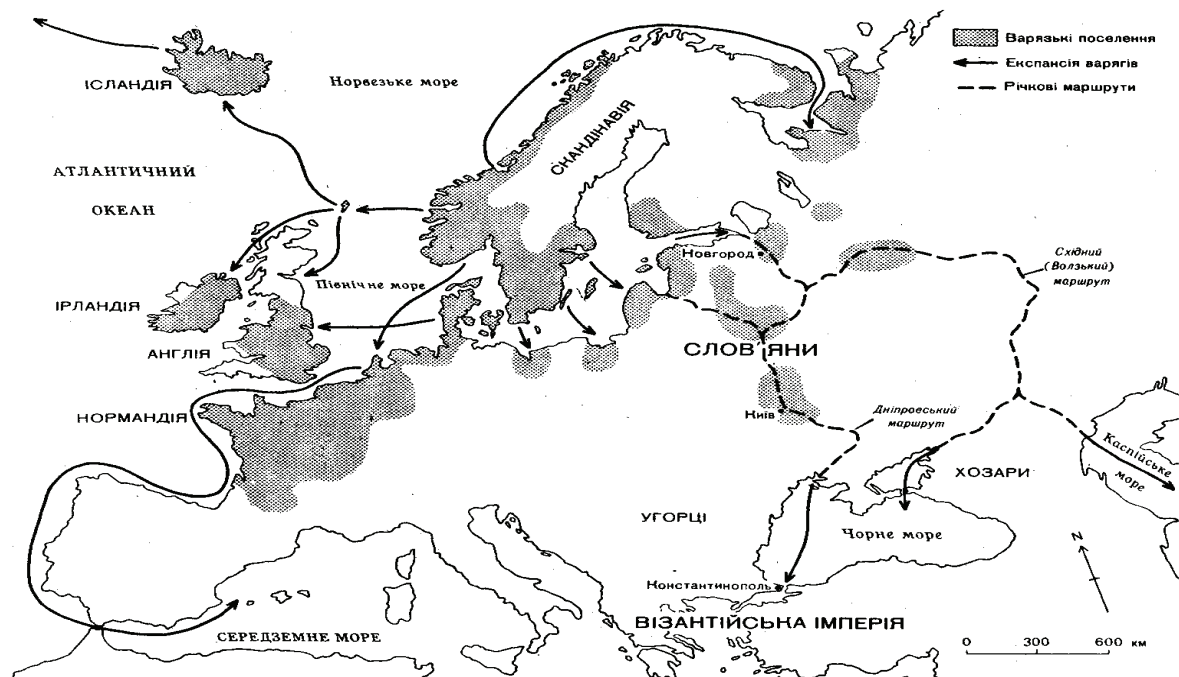 Варязькі поселення
Експансія варягів
Річкові маршрути
ІСЛАНДІЯ
Норвезьке море
СКАНДІНАВІЯ
АТЛАНТИЧНИЙ
ОКЕАН
Новгород
Східний
(Волзький)
маршрут
ІРЛАНДІЯ
Північне море
АНГЛІЯ
СЛОВ'ЯНИ
НОРМАНДІЯ
Київ
Дніпровський
маршрут
Каспійське
море
ХОЗАРИ
УГОРЦІ
Чорне море
N
Константинополь
ВІЗАНТІЙСЬКА ІМПЕРІЯ
СЕРЕДЗЕМНЕ МОРЕ
0 300 600 км